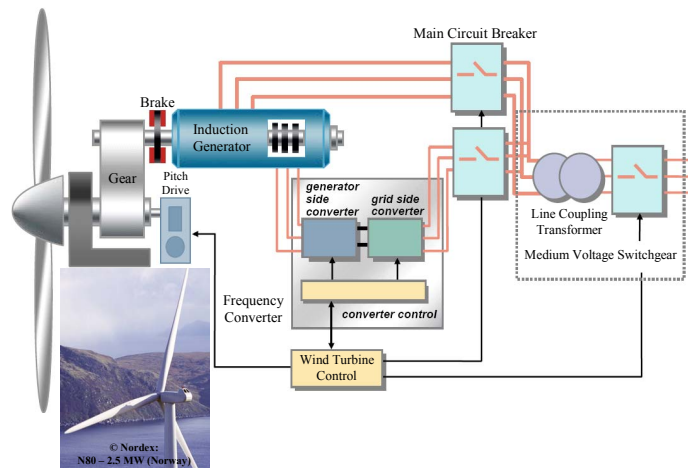 Main Circuit Breaker
Brake
Induction
Generator
Gear
Pitch
Drive
generator
side
converter
grid side
converter
Line Coupling
Transformer
Medium Voltage Switchgear
Frequency
Converter
converter control
Wind Turbine
Control
© Nordex:
N80 – 2.5 MW (Norway)